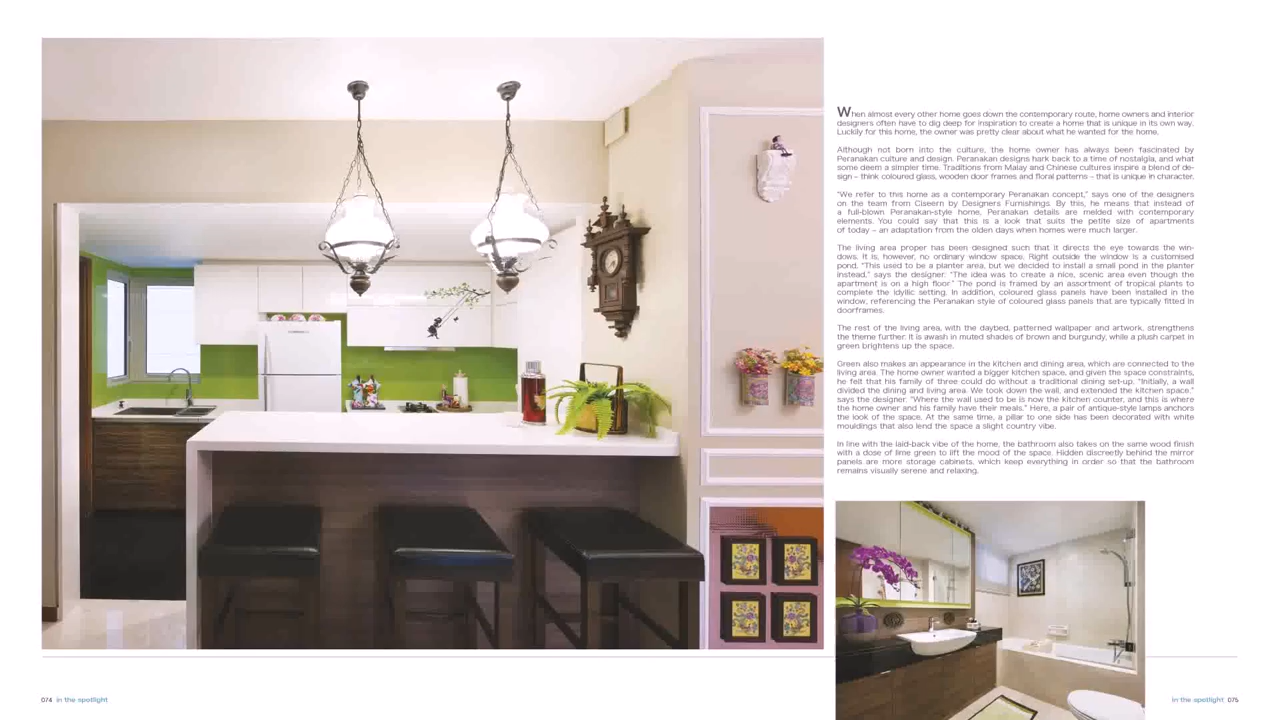 When almost every other home goes down the contemporary route, home owners and interior
designers often have to dig deep for inspiration to create a home that is unique in its own way.
Luckily for this home, the owner was pretty clear about what he wanted for the home.
Although not born into the culture, the home owner has always been fascinated by
Peranakan culture and design. Peranakan designs hark back to a time of nostalgia, and what
some deem a simpler time. Traditions from Malay and Chinese cultures inspire a blend of de-
sign – think coloured glass, wooden door frames and floral patterns – that is unique in character.
"We refer to this home as a contemporary Peranakan concept," says one of the designers
on the team from Ciseern by Designers Furnishings. By this, he means that instead of
a full-blown Peranakan-style home, Peranakan details are melded with contemporary
elements. You could say that this is a look that suits the petite size of apartments
of today – an adaptation from the olden days when homes were much larger.
The living area proper has been designed such that it directs the eye towards the win-
dows. It is, however, no ordinary window space. Right outside the window is a customised
pond. "This used to be a planter area, but we decided to install a small pond in the planter
instead," says the designer. "The idea was to create a nice, scenic area even though the
apartment is on a high floor." The pond is framed by an assortment of tropical plants to
complete the idyllic setting. In addition, coloured glass panels have been installed in the
window, referencing the Peranakan style of coloured glass panels that are typically fitted in
doorframes.
The rest of the living area, with the daybed, patterned wallpaper and artwork, strengthens
the theme further. It is awash in muted shades of brown and burgundy, while a plush carpet in
green brightens up the space.
Green also makes an appearance in the kitchen and dining area, which are connected to the
living area. The home owner wanted a bigger kitchen space, and given the space constraints,
he felt that his family of three could do without a traditional dining set-up. "Initially, a wall
divided the dining and living area. We took down the wall, and extended the kitchen space,"
says the designer. "Where the wall used to be is now the kitchen counter, and this is where
the home owner and his family have their meals." Here, a pair of antique-style lamps anchors
the look of the space. At the same time, a pillar to one side has been decorated with white
mouldings that also lend the space a slight country vibe.
In line with the laid-back vibe of the home, the bathroom also takes on the same wood finish
with a dose of lime green to lift the mood of the space. Hidden discreetly behind the mirror
panels are more storage cabinets, which keep everything in order so that the bathroom
remains visually serene and relaxing.
074 in the spotlight
in the spotlight 075